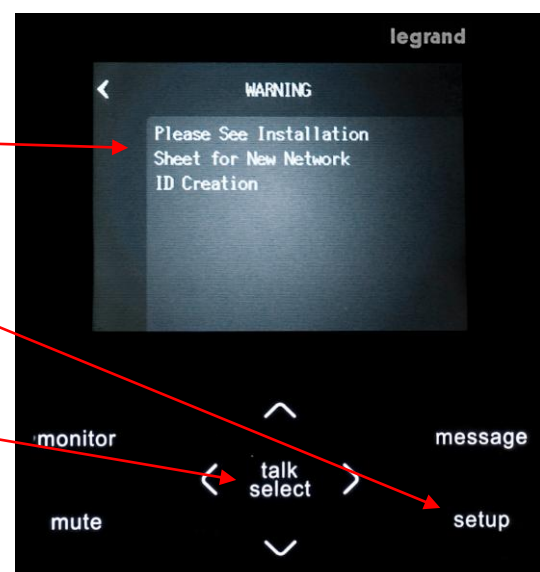 legrand
WARNING
Please See Installation
Sheet for New Network
ID Creation
monitor
message
talk
select
mute
setup